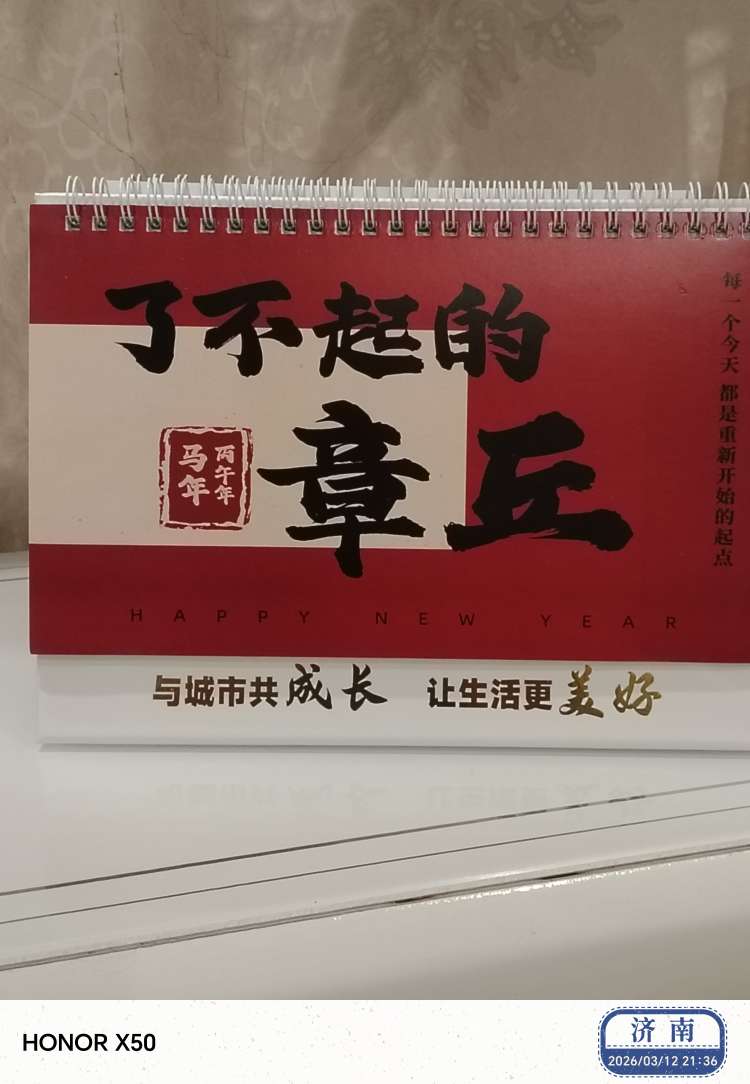 了不起的
章丘
丙午年
马年
每一个今天 都是重新开始的起点
HAPPY NEW YEAR
与城市共成长 让生活更美好
HONOR X50
济南
2026/03/12 21:36